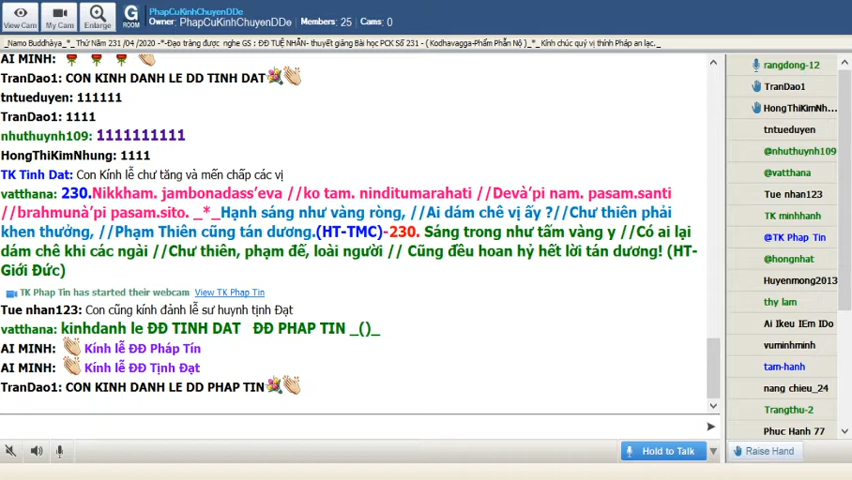 View Cam
My Cam
Enlarge
G
ROOM
PhapCuKinhChuyenDDe
Owner: PhapCuKinhChuyenDDe
Members: 25
Cams: 0
_Namo Buddhàya_*_ Thứ Năm 231 /04 /2020 -*-Đạo tràng được nghe GS : ĐĐ TUỆ NHẪN- thuyết giảng Bài học PCK Số 231 - ( Kodhavagga-Phẩm Phẫn Nộ )_*_ Kính chúc quý vị thính Pháp an lạc._
AI MINH:
TranDao1: CON KINH DANH LE DD TINH DAT
tntueduyen: 111111
TranDao1: 1111
nhuthuynh109: 1111111111
HongThiKimNhung: 1111
TK Tinh Dat: Con Kính lễ chư tăng và mến chấp các vị
vatthana: 230.Nikkham. jambonadass’eva //ko tam. ninditumarahati //Devà’pi nam. pasam.santi
//brahmunà’pi pasam.sito. _*_Hạnh sáng như vàng ròng, //Ai dám chê vị ấy ?//Chư thiên phải
khen thưởng, //Phạm Thiên cũng tán dương.(HT-TMC)-230. Sáng trong như tấm vàng y //Có ai lại
dám chê khi các ngài //Chư thiên, phạm đế, loài người // Cũng đều hoan hỷ hết lời tán dương! (HT-
Giới Đức)
TK Phap Tin has started their webcam View TK Phap Tin
Tue nhan123: Con cũng kính đảnh lễ sư huynh tịnh Đạt
vatthana: kinhdanh le ĐĐ TINH DAT ĐĐ PHAP TIN _()_
AI MINH: Kính lễ ĐĐ Pháp Tín
AI MINH: Kính lễ ĐĐ Tịnh Đạt
TranDao1: CON KINH DANH LE DD PHAP TIN
Hold to Talk
rangdong-12
TranDao1
HongThiKimNh...
tntueduyen
@nhuthuynh109
@vatthana
Tue nhan123
TK minhhanh
@TK Phap Tin
@hongnhat
Huyenmong2013
thy lam
Ai Ikeu IEm IDo
vuminhminh
tam-hanh
nang chieu_24
Trangthu-2
Phuc Hanh 77
Raise Hand